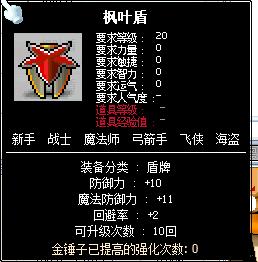 枫叶盾
要求等级： 20
要求力量： 0
要求敏捷： 0
要求智力： 0
要求运气： 0
要求人气度： -
道具等级： -
道具经验值： -
新手 战士 魔法师 弓箭手 飞侠 海盗
装备分类 : 盾牌
防御力 : +10
魔法防御力 : +11
回避率 : +2
可升级次数 : 10回
金锤子已提高的强化次数: 0